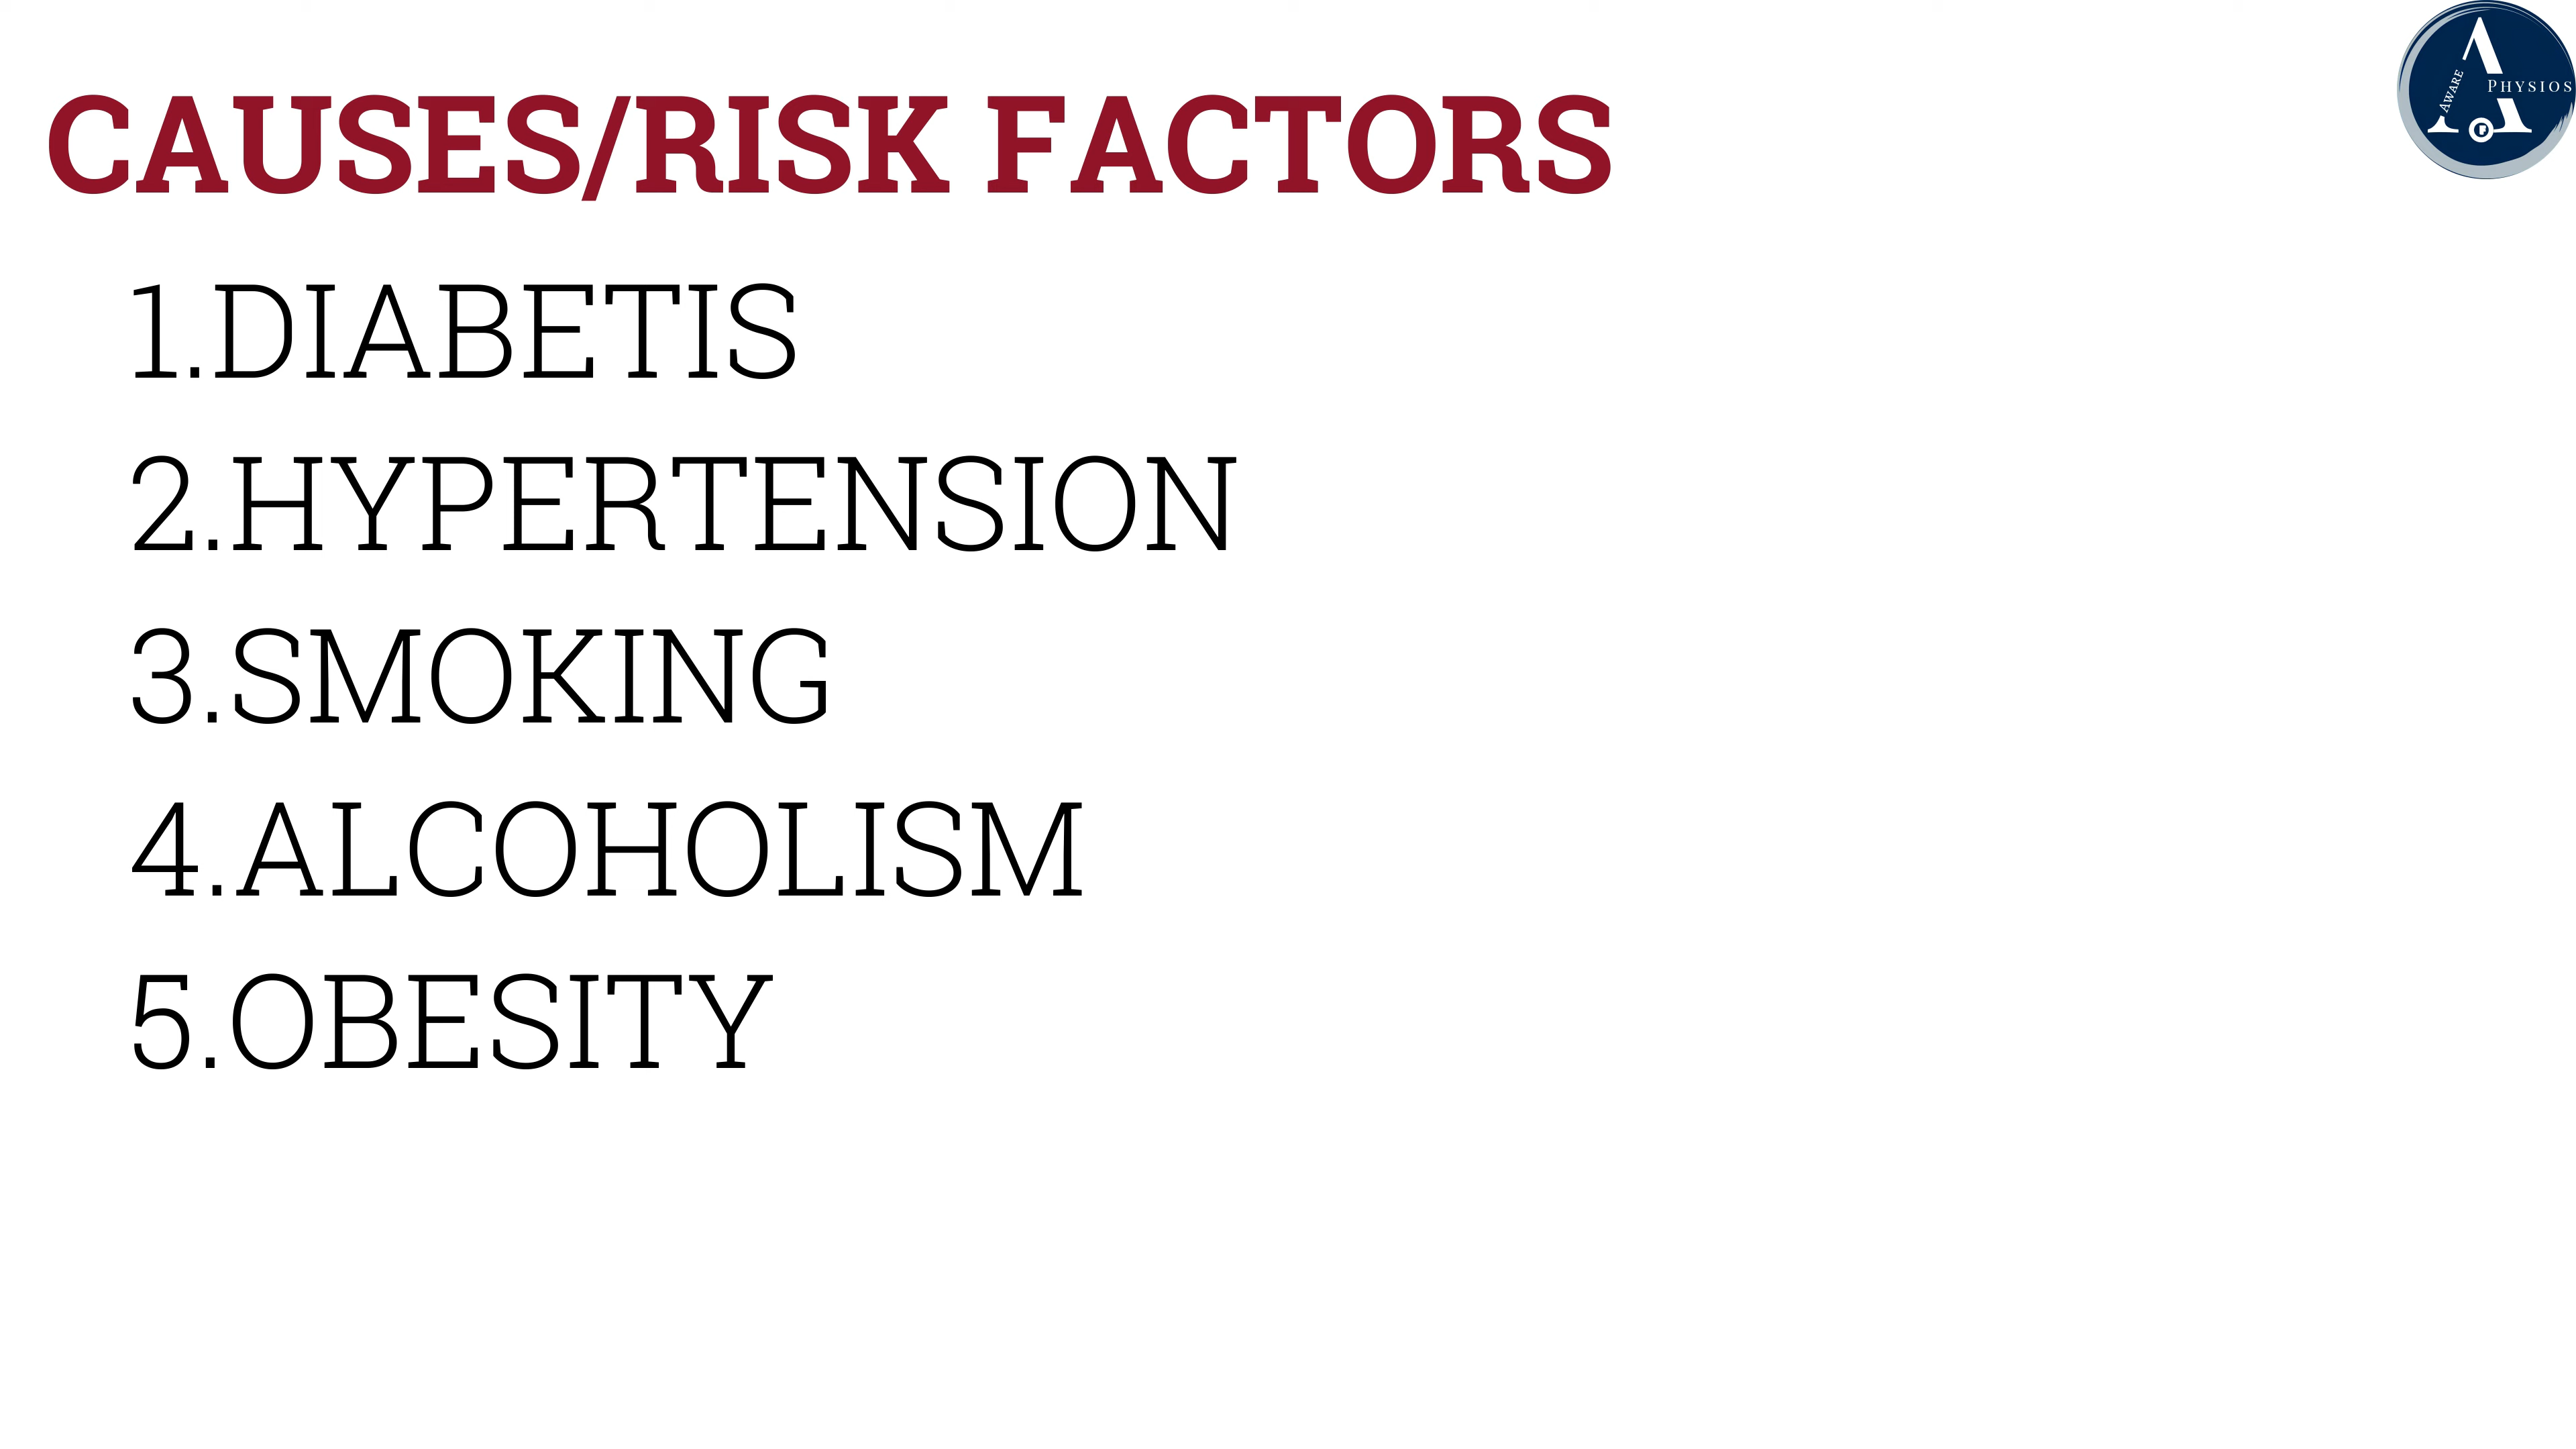 CAUSES/RISK FACTORS
AWARE
PHYSIOS
1.DIABETIS
2.HYPERTENSION
3.SMOKING
4.ALCOHOLISM
5.OBESITY